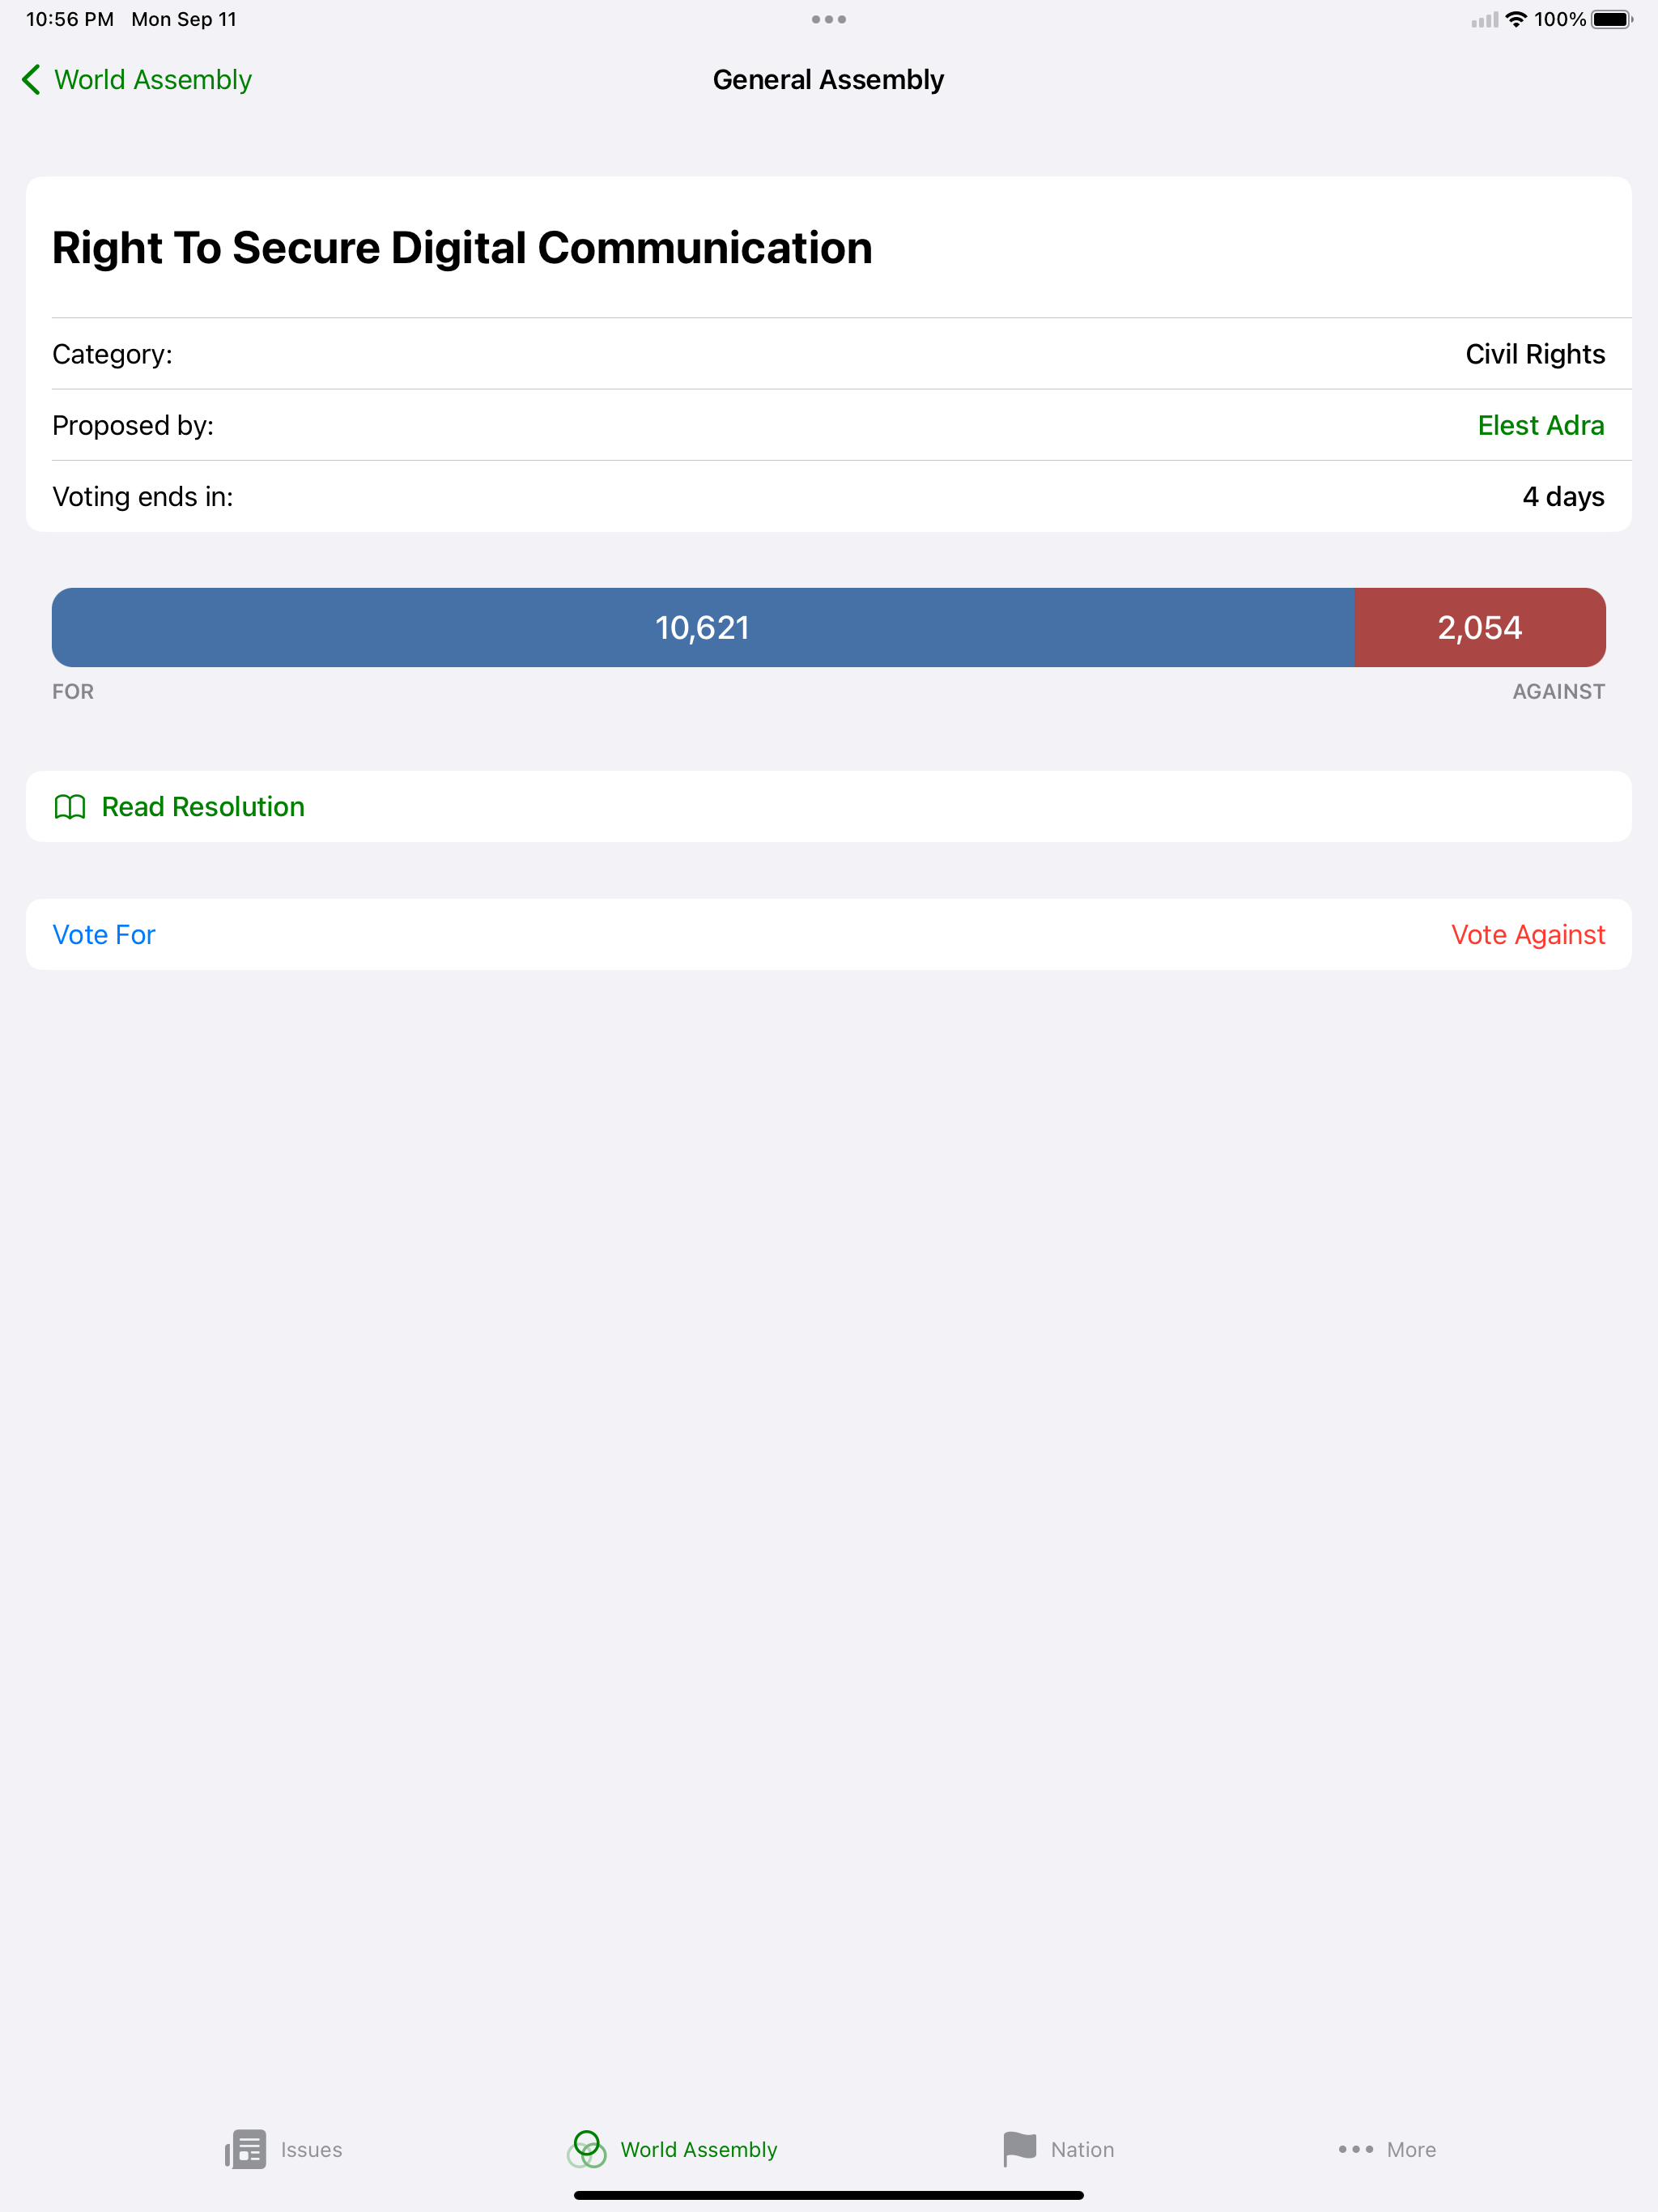 10:56 PM Mon Sep 11 100%
World Assembly General Assembly
Right To Secure Digital Communication
Category: Civil Rights
Proposed by: Elest Adra
Voting ends in: 4 days
10,621 2,054
FOR AGAINST
Read Resolution
Vote For Vote Against
Issues World Assembly Nation More